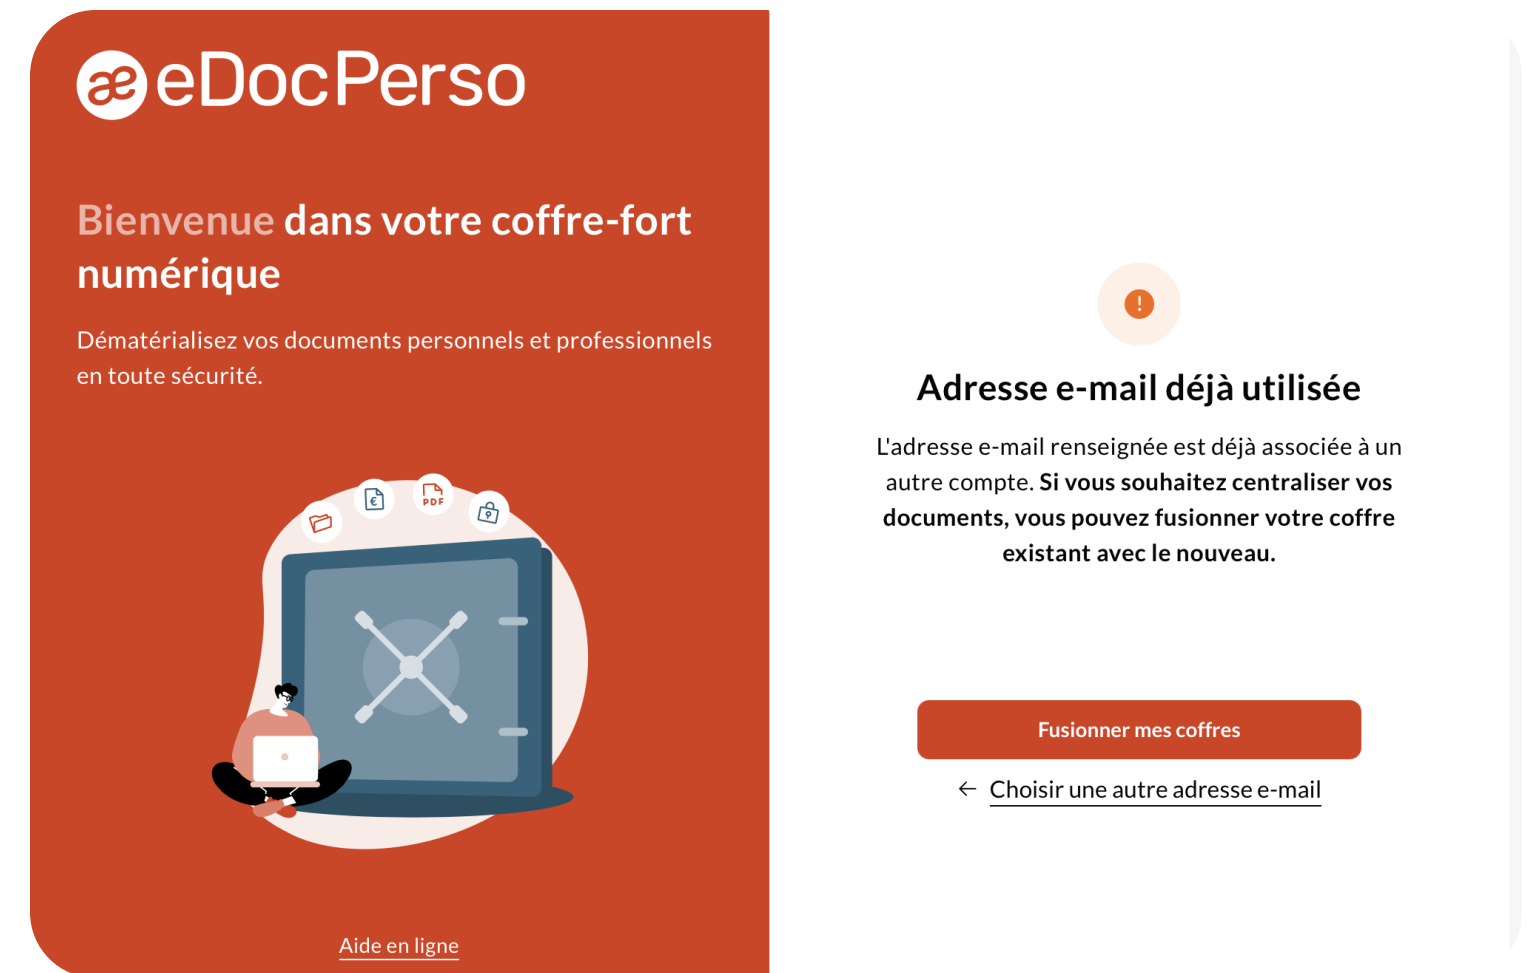 æ eDocPerso
Bienvenue dans votre coffre-fort
numérique
Dématérialisez vos documents personnels et professionnels
en toute sécurité.
€
PDF
Aide en ligne
!
Adresse e-mail déjà utilisée
L'adresse e-mail renseignée est déjà associée à un
autre compte. Si vous souhaitez centraliser vos
documents, vous pouvez fusionner votre coffre
existant avec le nouveau.
Fusionner mes coffres
← Choisir une autre adresse e-mail